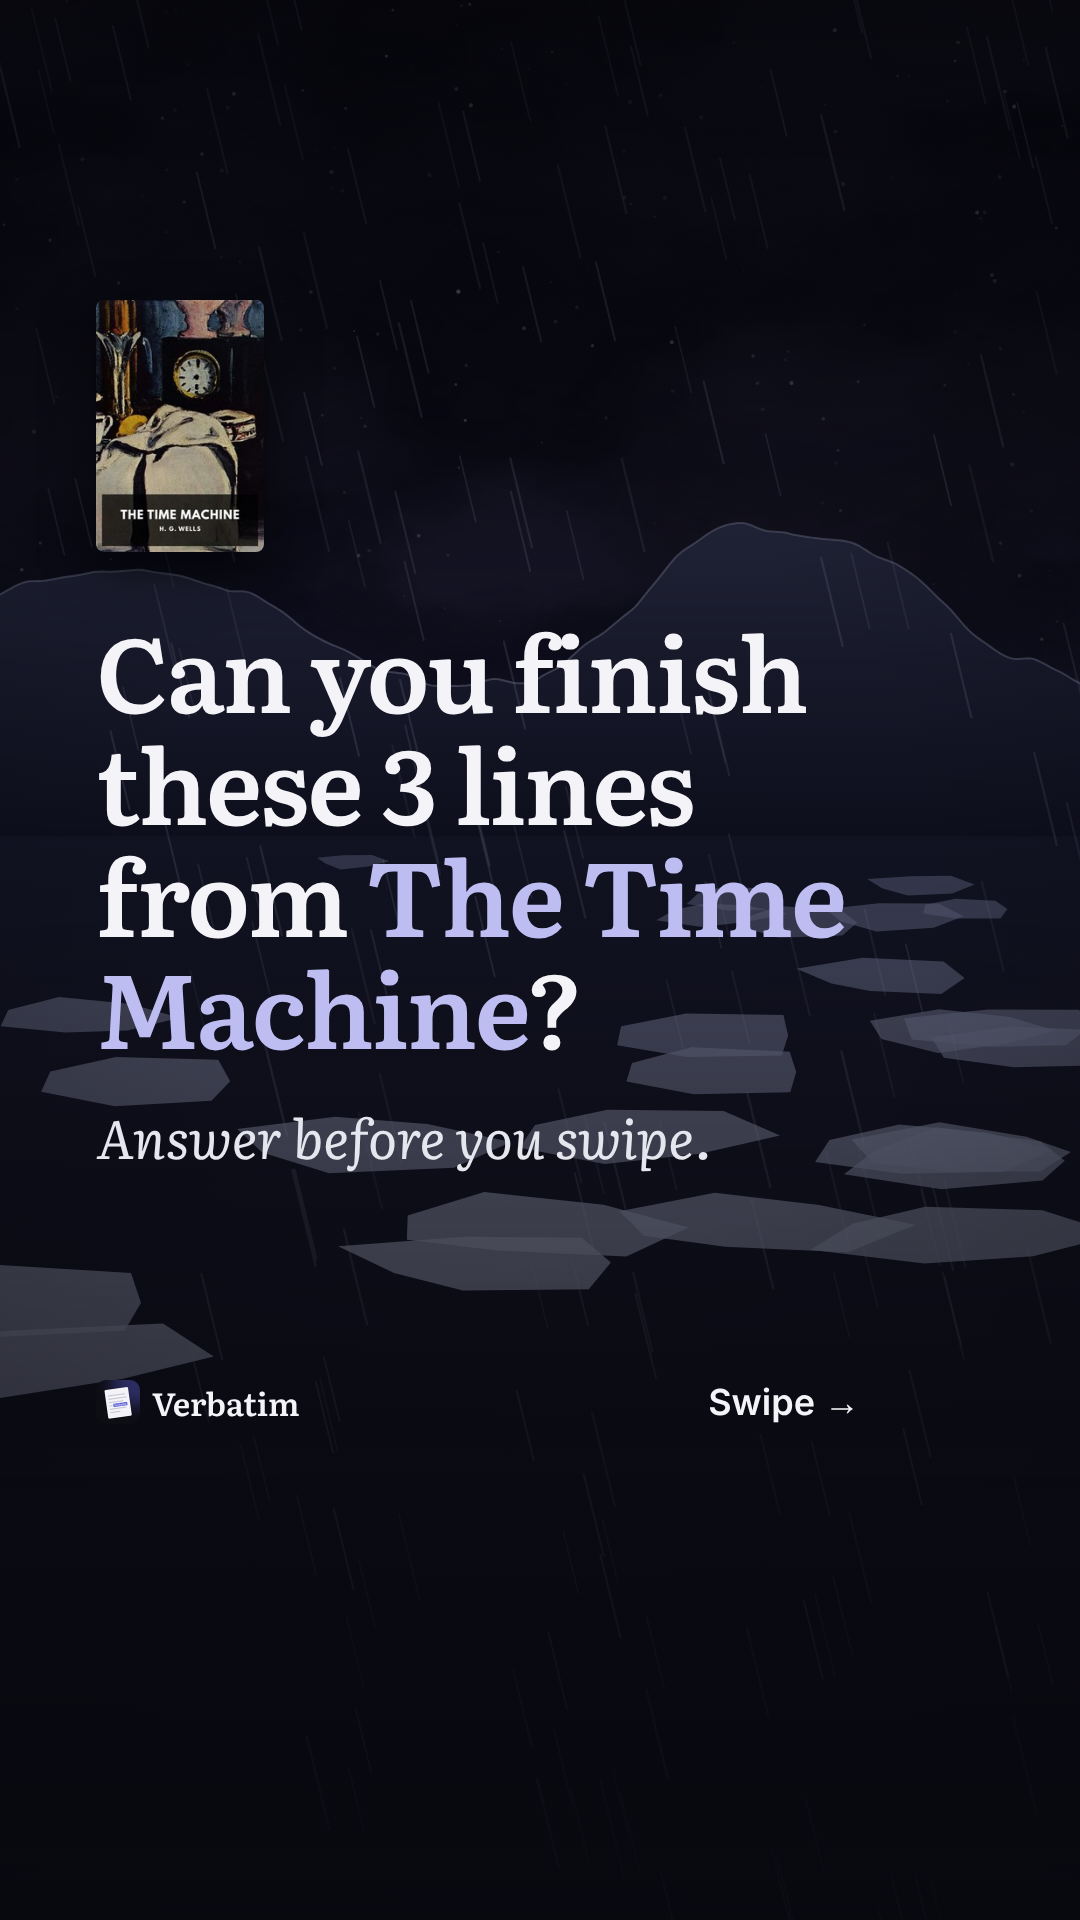 THE TIME MACHINE
H. G. WELLS
Can you finish
these 3 lines
from The Time
Machine?
Answer before you swipe.
Verbatim
Swipe →